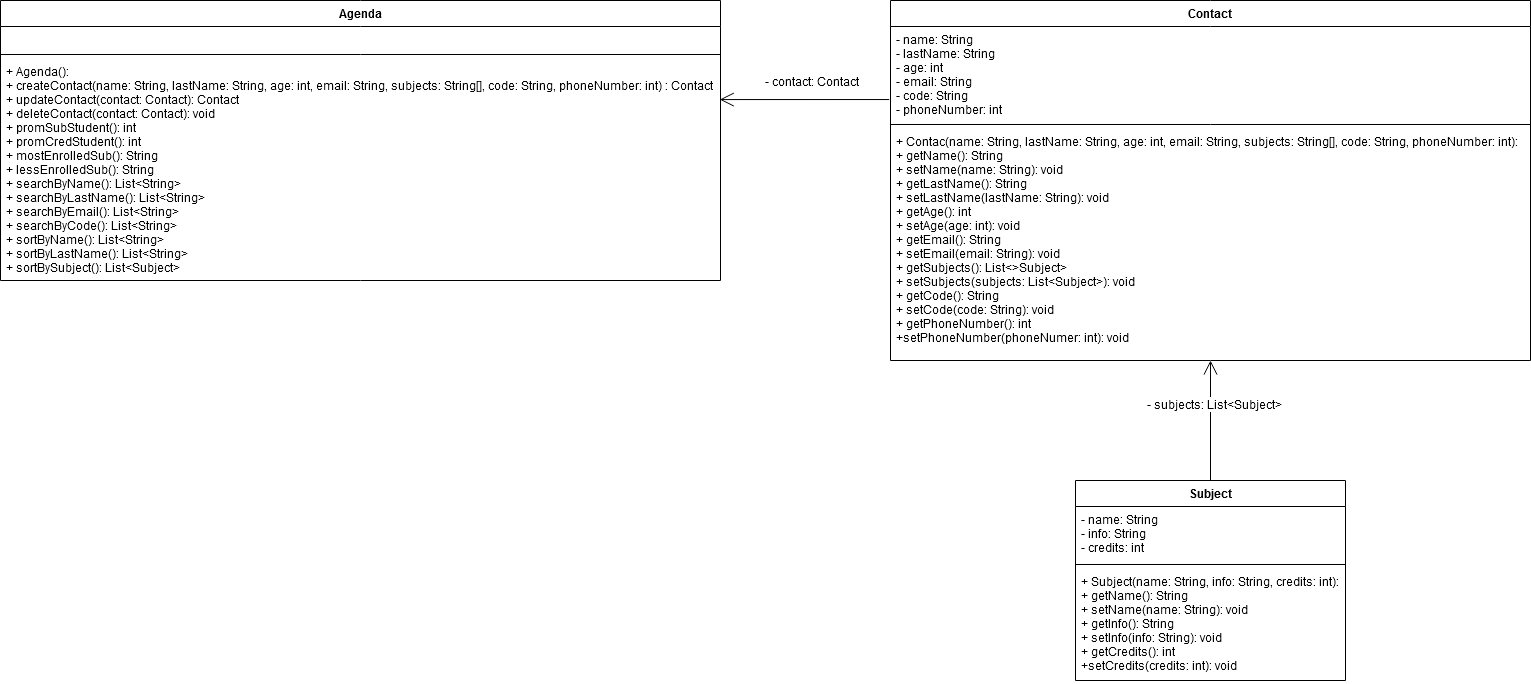 Agenda
+ Agenda():
+ createContact(name: String, lastName: String, age: int, email: String, subjects: String[], code: String, phoneNumber: int) : Contact
+ updateContact(contact: Contact): Contact
+ deleteContact(contact: Contact): void
+ promSubStudent(): int
+ promCredStudent(): int
+ mostEnrolledSub(): String
+ lessEnrolledSub(): String
+ searchByName(): List<String>
+ searchByLastName(): List<String>
+ searchByEmail(): List<String>
+ searchByCode(): List<String>
+ sortByName(): List<String>
+ sortByLastName(): List<String>
+ sortBySubject(): List<Subject>
- contact: Contact
Contact
- name: String
- lastName: String
- age: int
- email: String
- code: String
- phoneNumber: int
+ Contac(name: String, lastName: String, age: int, email: String, subjects: String[], code: String, phoneNumber: int):
+ getName(): String
+ setName(name: String): void
+ getLastName(): String
+ setLastName(lastName: String): void
+ getAge(): int
+ setAge(age: int): void
+ getEmail(): String
+ setEmail(email: String): void
+ getSubjects(): List<>Subject>
+ setSubjects(subjects: List<Subject>): void
+ getCode(): String
+ setCode(code: String): void
+ getPhoneNumber(): int
+setPhoneNumber(phoneNumer: int): void
- subjects: List<Subject>
Subject
- name: String
- info: String
- credits: int
+ Subject(name: String, info: String, credits: int):
+ getName(): String
+ setName(name: String): void
+ getInfo(): String
+ setInfo(info: String): void
+ getCredits(): int
+setCredits(credits: int): void